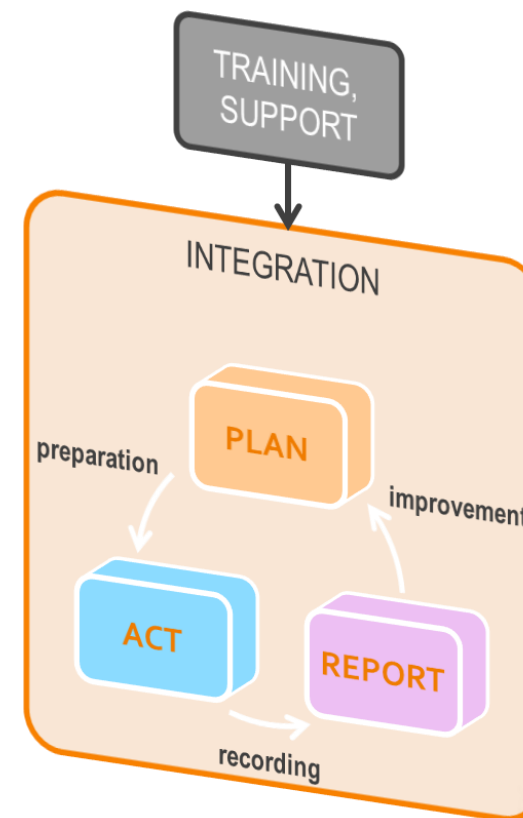 TRAINING,
SUPPORT
INTEGRATION
PLAN
preparation
improvement
ACT
REPORT
recording